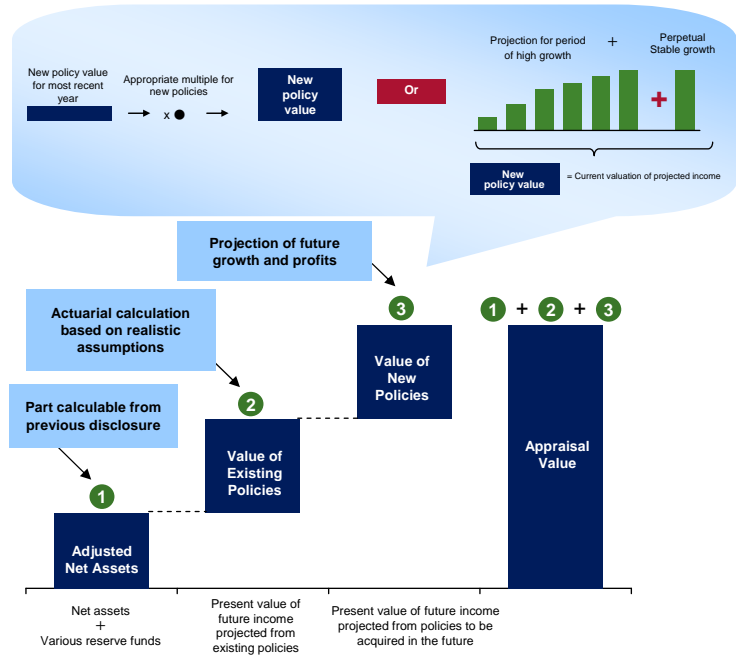 Projection for period
of high growth
+
Perpetual
Stable growth
New policy value
for most recent
year
Appropriate multiple for
new policies
x ●
New
policy
value
Or
+
New
policy value
= Current valuation of projected income
Projection of future
growth and profits
Actuarial calculation
based on realistic
assumptions
Part calculable from
previous disclosure
3
1 + 2 + 3
Value of
New
Policies
2
Value of
Existing
Policies
Appraisal
Value
1
Adjusted
Net Assets
Net assets
+
Various reserve funds
Present value of
future income
projected from
existing policies
Present value of future income
projected from policies to be
acquired in the future